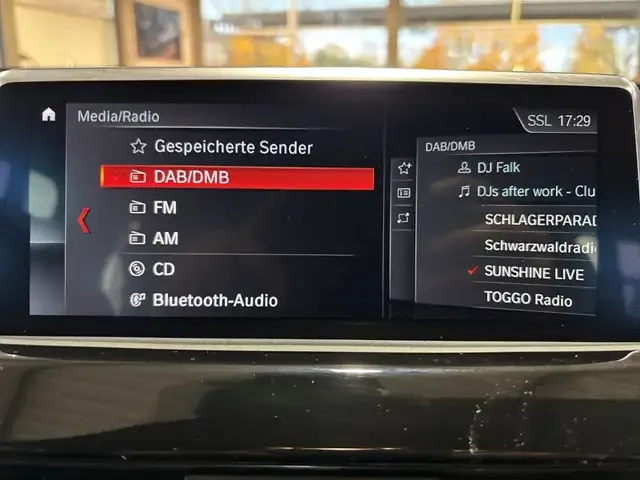 Media/Radio
SSL 17:29
Gespeicherte Sender
DAB/DMB
FM
AM
CD
Bluetooth-Audio
DAB/DMB
DJ Falk
DJs after work - Clu
SCHLAGERPARAD
Schwarzwaldradi
SUNSHINE LIVE
TOGGO Radio